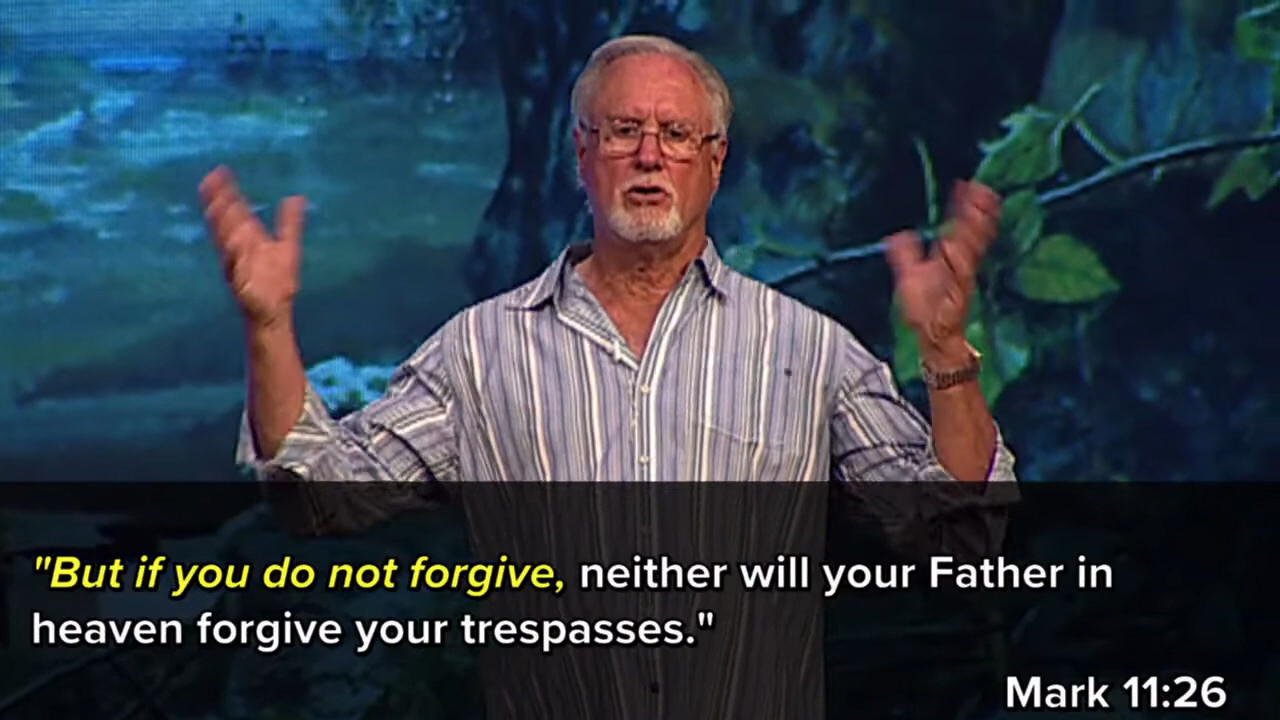 "But if you do not forgive, neither will your Father in
heaven forgive your trespasses."
Mark 11:26